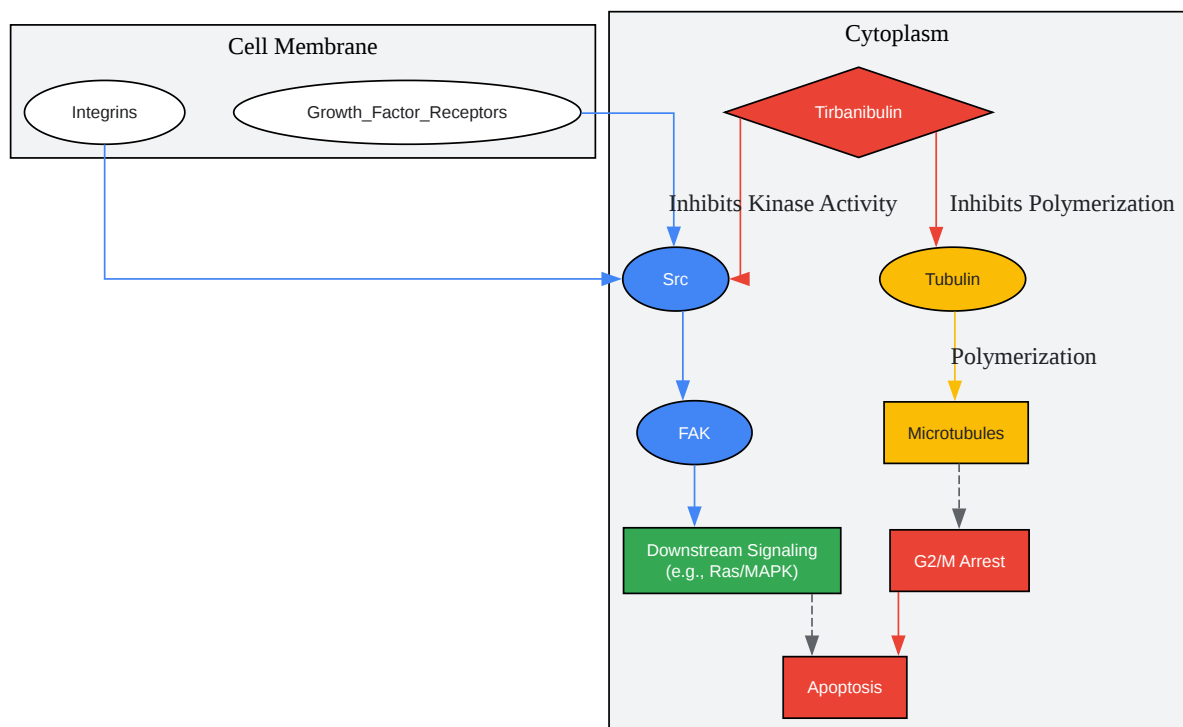 Cell Membrane
Cytoplasm
Integrins
Growth_Factor_Receptors
Tirbanibulin
Inhibits Kinase Activity
Inhibits Polymerization
Src
Tubulin
Polymerization
FAK
Microtubules
Downstream Signaling
(e.g., Ras/MAPK)
G2/M Arrest
Apoptosis